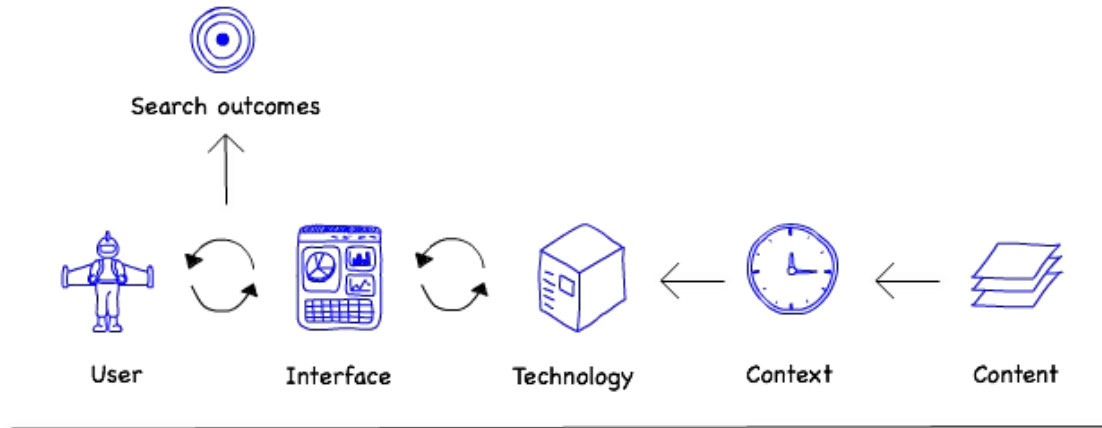 Search outcomes
User
Interface
Technology
Context
Content